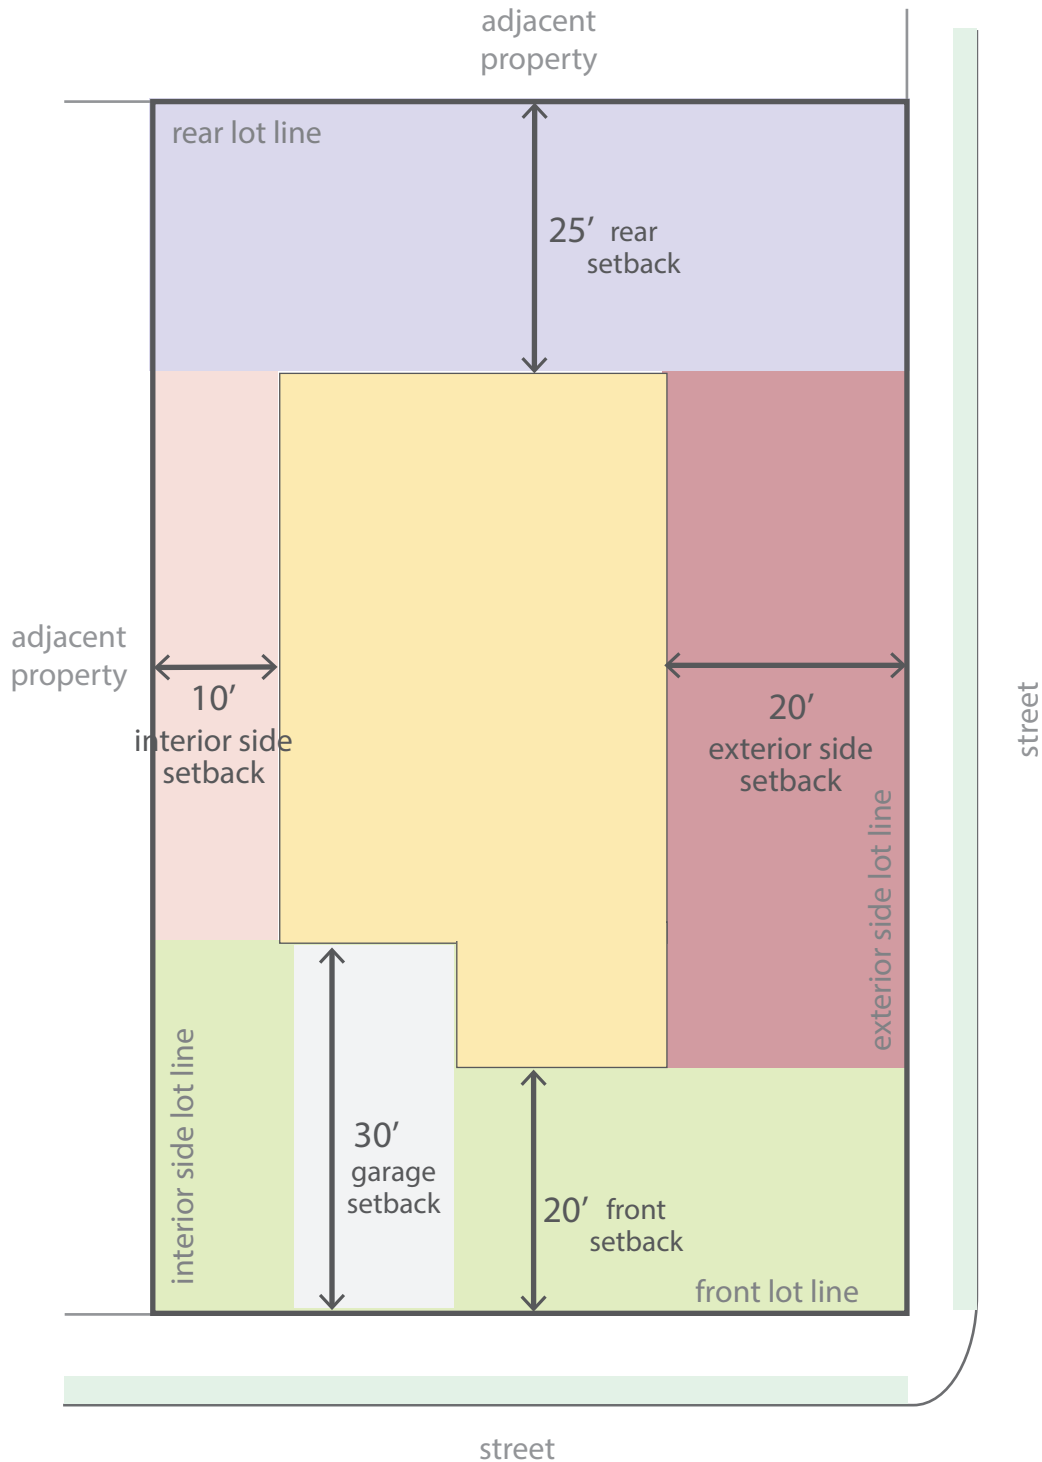 adjacent
property
rear lot line
25’ rear
setback
adjacent
property
10’
interior side
setback
20’
exterior side
setback
street
exterior side lot line
interior side lot line
30’
garage
setback
20’ front
setback
front lot line
street